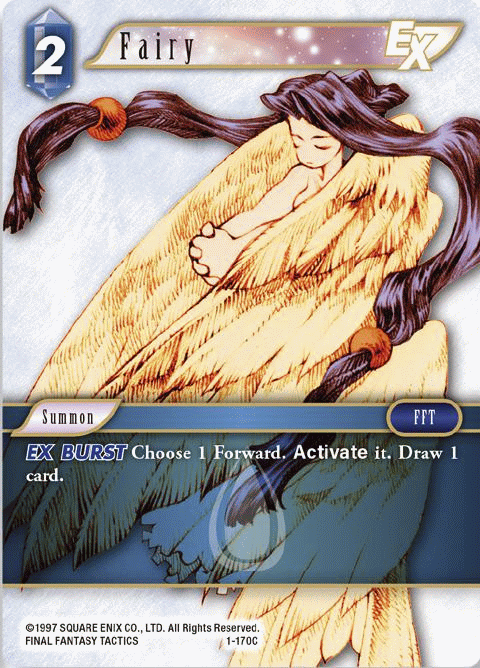 2
Fairy
EX
Summon
FFT
EX BURST Choose 1 Forward. Activate it. Draw 1
card.
©1997 SQUARE ENIX CO., LTD. All Rights Reserved.
FINAL FANTASY TACTICS 1-170C